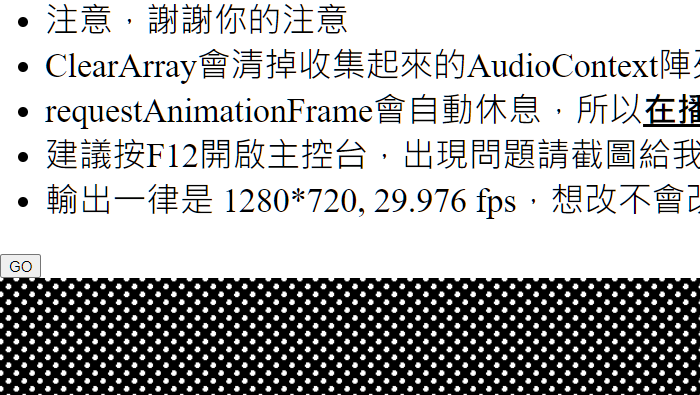 注意，謝謝你的注意
ClearArray會清掉收集起來的AudioContext陣
requestAnimationFrame會自動休息，所以在播
建議按F12開啟主控台，出現問題請截圖給我
輸出一律是 1280*720, 29.976 fps，想改不會改
GO